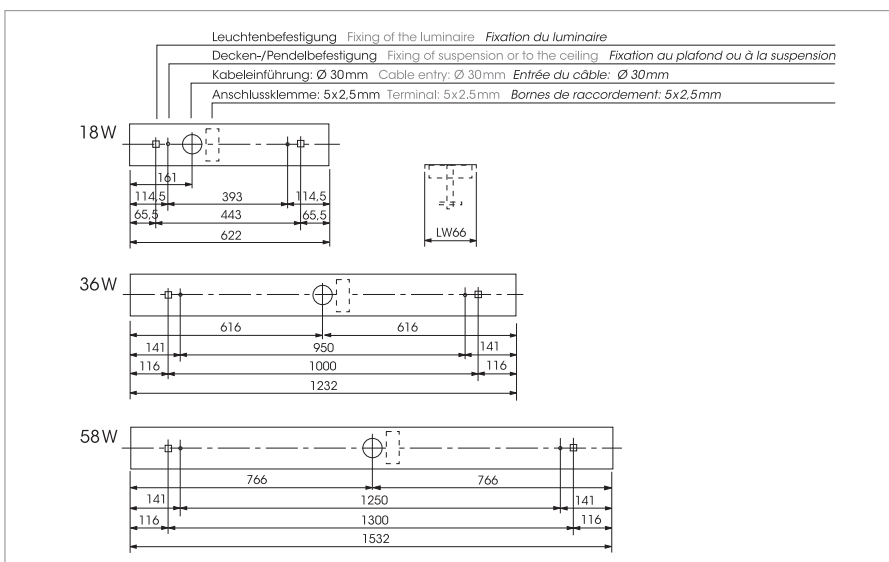 Leuchtenbefestigung Fixing of the luminaire Fixation du luminaire
Decken-/Pendelbefestigung Fixing of suspension or to the ceiling Fixation au plafond ou à la suspension
Kabeleinführung: Ø 30mm Cable entry: Ø 30mm Entrée du câble: Ø 30mm
Anschlussklemme: 5x2,5mm Terminal: 5x2,5mm Bornes de raccordement: 5x2,5mm
18W
161
114,5 393 114,5
65,5 443 65,5
622
LW66
36W
616 616
141 950 141
116 1000 116
1232
58W
766 766
141 1250 141
116 1300 116
1532